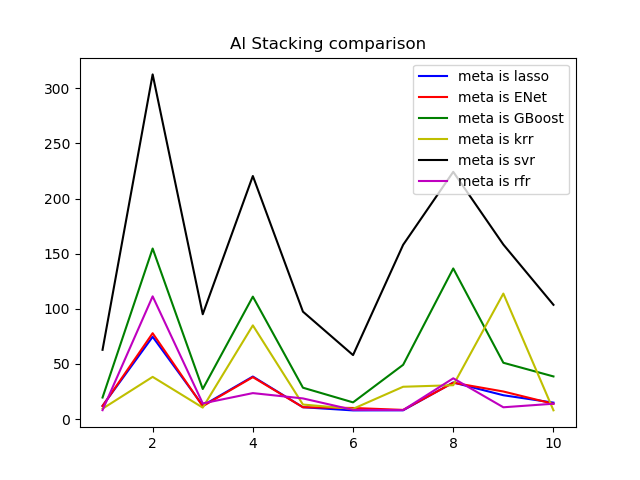 AI Stacking comparison
300
250
200
150
100
50
0
meta is lasso
meta is ENet
meta is GBoost
meta is krr
meta is svr
meta is rfr
2 4 6 8 10